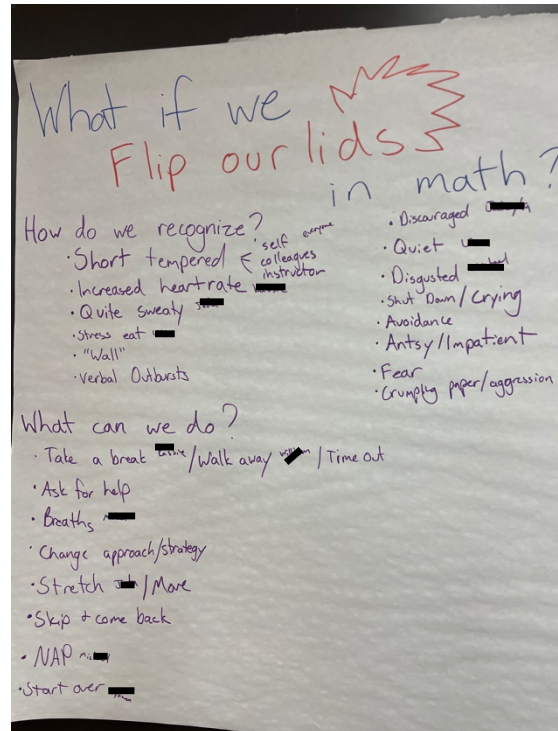 What if we
Flip our lids
in math?
How do we recognize?
· Short tempered < self everyone
colleagues
instructor
· Increased heart rate
· Quite sweaty
· Stress eat
· "Wall"
· Verbal Outbursts
· Discouraged
· Quiet
· Disgusted
· Shut Down/Crying
· Avoidance
· Antsy/Impatient
· Fear
· Crumpling paper/aggression
What can we do?
· Take a break /Walk away /Time out
· Ask for help
· Breaths
· Change approach/strategy
· Stretch /Move
· Skip + come back
· NAP
· Start over